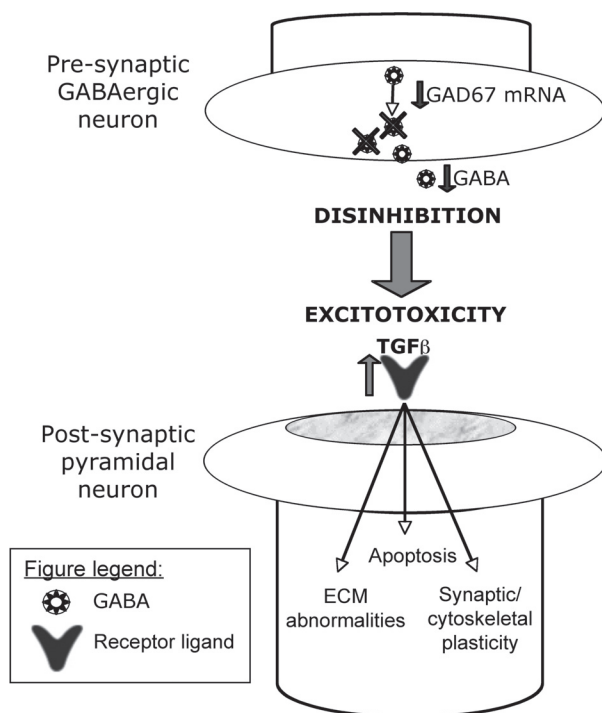 Pre-synaptic
GABAergic
neuron
GAD67 mRNA
GABA
DISINHIBITION
EXCITOTOXICITY
TGFβ
Post-synaptic
pyramidal
neuron
Apoptosis
ECM
abnormalities
Synaptic/
cytoskeletal
plasticity
Figure legend:
GABA
Receptor ligand